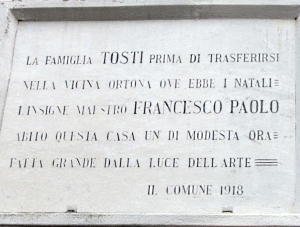 LA FAMIGLIA TOSTI PRIMA DI TRASFERIRSI
NELLA VICINA ORTONA OVE EBBE I NATALI
L'INSIGNE MAESTRO FRANCESCO PAOLO
ABITÒ QUESTA CASA UN DÌ MODESTA ORA
FATTA GRANDE DALLA LUCE DELL'ARTE
IL COMUNE 1918